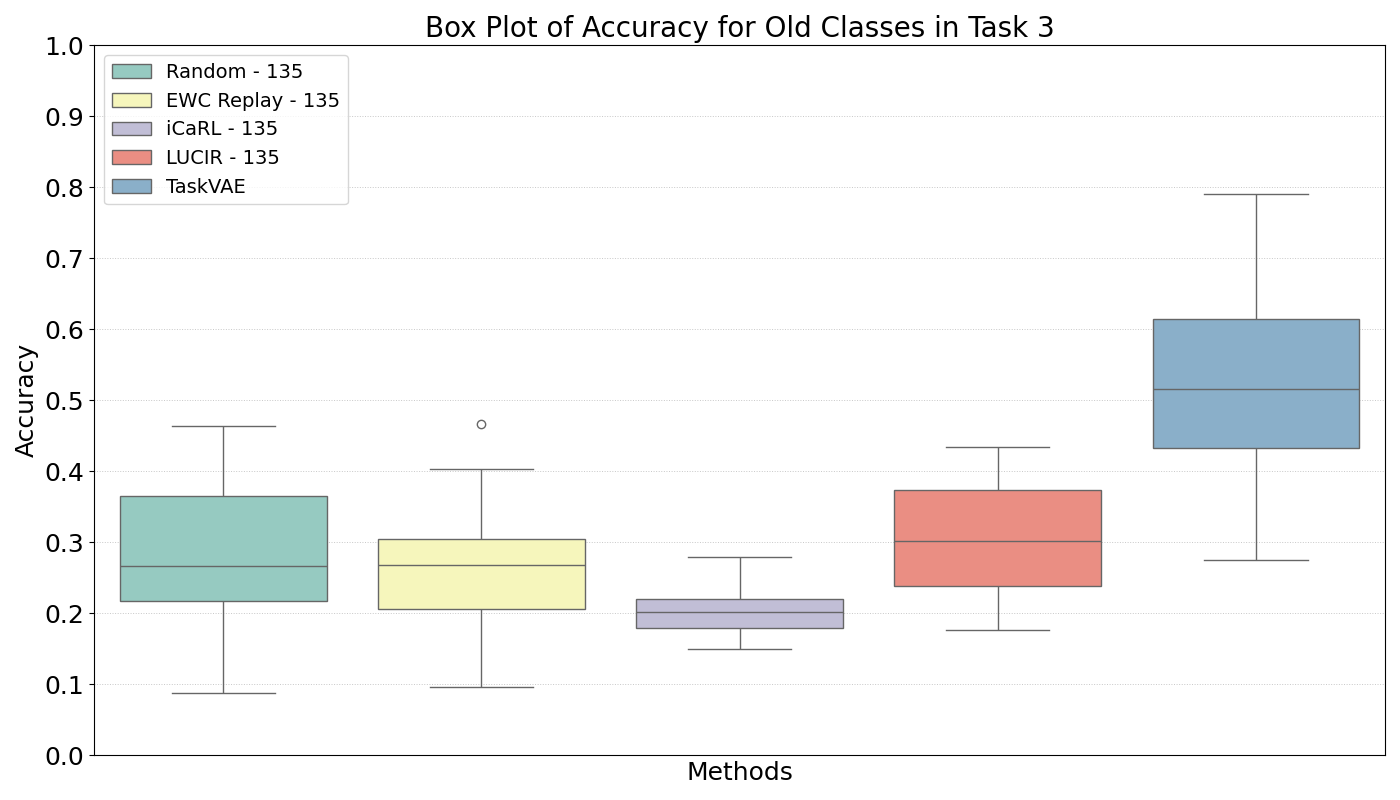 Box Plot of Accuracy for Old Classes in Task 3
1.0
0.9
0.8
0.7
0.6
0.5
0.4
0.3
0.2
0.1
0.0
Accuracy
Random - 135
EWC Replay - 135
iCaRL - 135
LUCIR - 135
TaskVAE
Methods